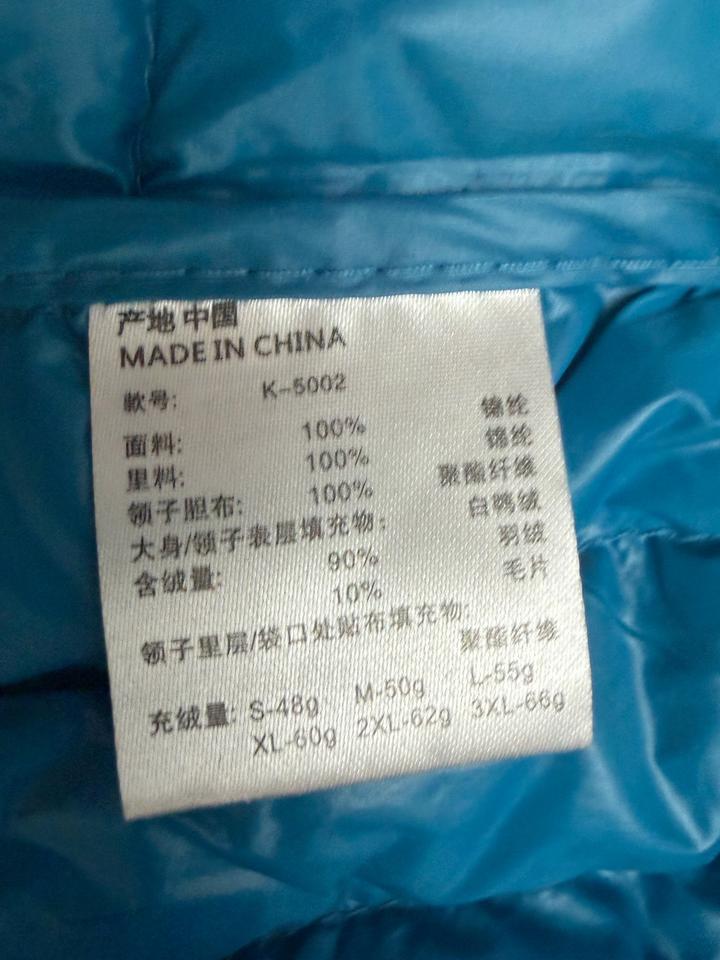 产地 中国
MADE IN CHINA
款号: K-5002
面料: 100% 锦纶
里料: 100% 锦纶
领子胆布: 100% 聚酯纤维
大身/领子表层填充物: 白鸭绒
含绒量: 90% 羽绒
10% 毛片
领子里层/袋口处贴布填充物:
聚酯纤维
充绒量: S-48g M-50g L-55g
XL-60g 2XL-62g 3XL-66g